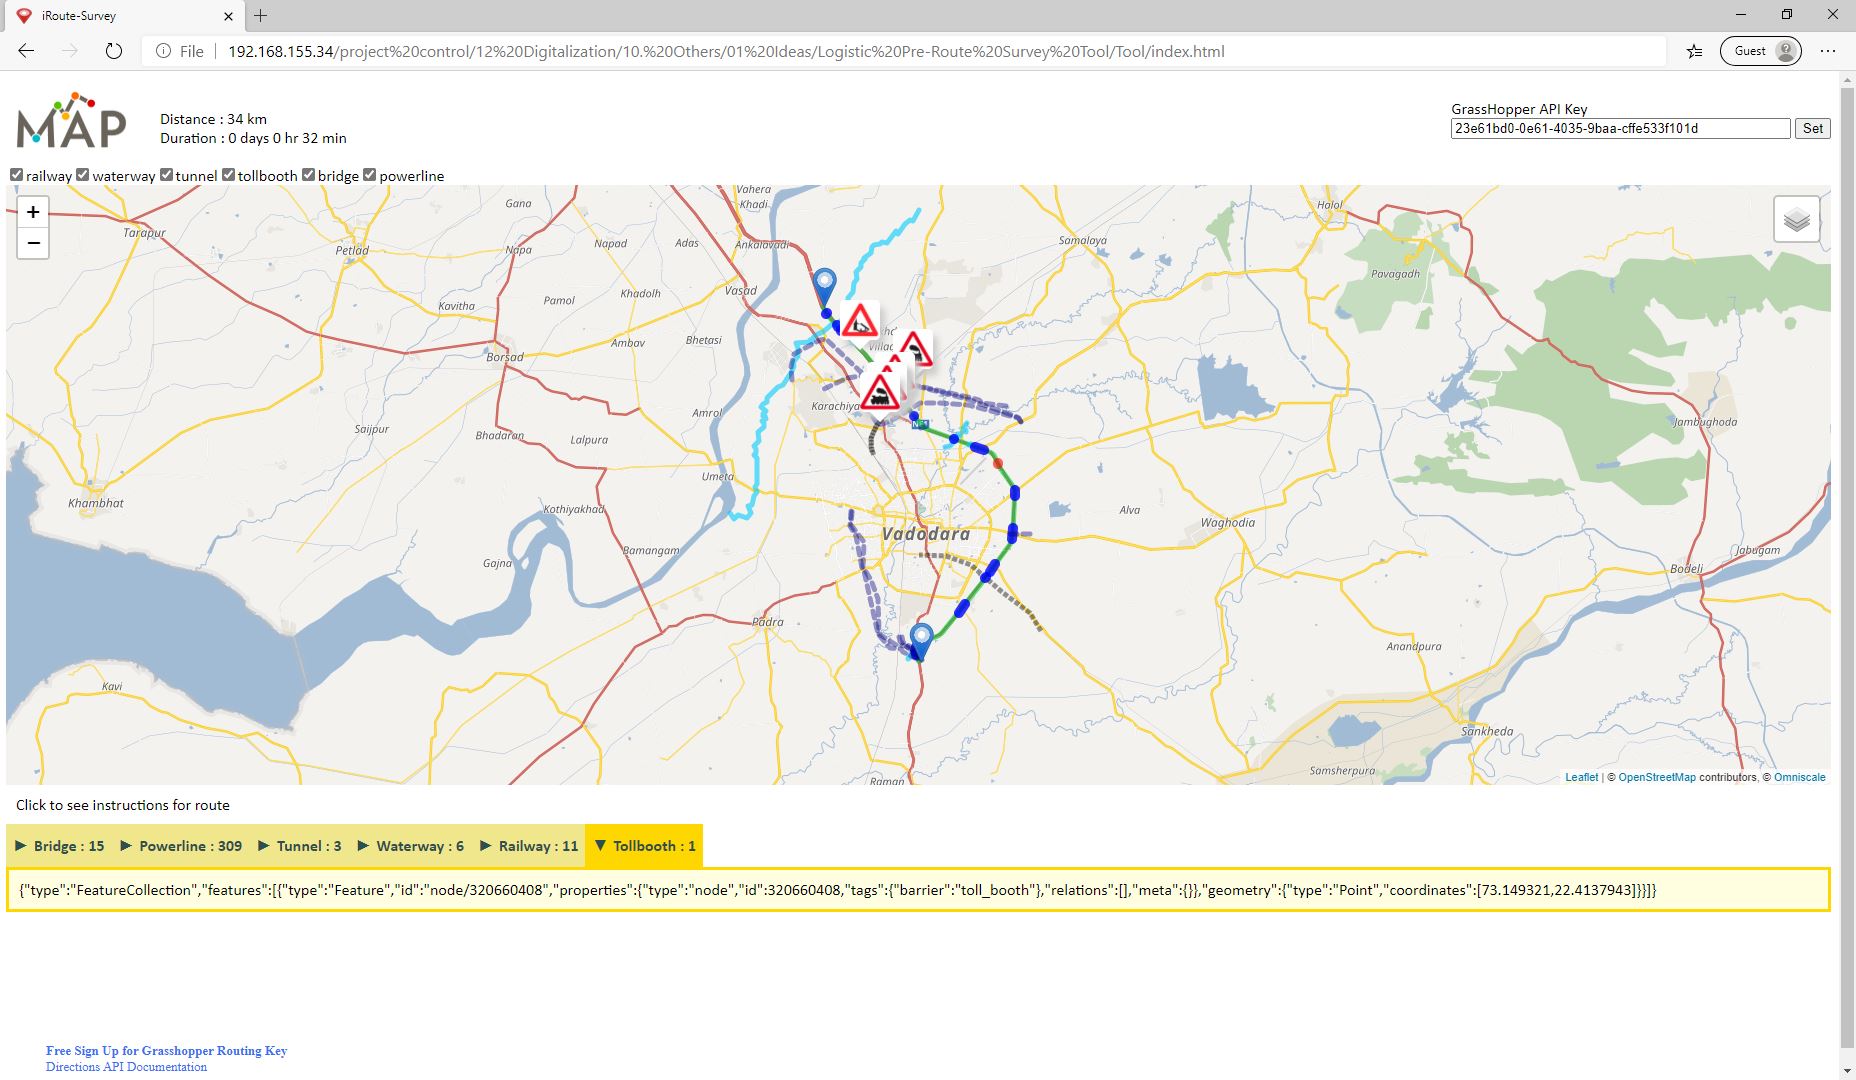 iRoute-Survey
File
192.168.155.34/project%20control/12%20Digitalization/10.%20Others/01%20Ideas/Logistic%20Pre-Route%20Survey%20Tool/Tool/index.html
Guest
MAP
Distance : 34 km
Duration : 0 days 0 hr 32 min
GrassHopper API Key
23e61bd0-0e61-4035-9baa-cffe533f101d
Set
railway waterway tunnel tollbooth bridge powerline
+
−
Vahera
Khadi
Gana
Halol
Tarapur
Petlad
Napa
Napad
Adas
Ankalavadi
Samalaya
Pavagadh
Vasad
Khadolh
Pamol
Kavitha
Bhetasi
Ambav
Borsad
Karachiya
Amrol
Jambughoda
Saijpur
Bhadaran
Lalpura
Umeta
Khambhat
Kothiyakhad
Alva
Waghodia
Vadodara
Bamangam
Gajna
Jabugam
Bodeli
Padra
Anandpura
Kavi
Sankheda
Samsherpura
Raman
Leaflet | © OpenStreetMap contributors, © Omniscale
Click to see instructions for route
Bridge : 15 Powerline : 309 Tunnel : 3 Waterway : 6 Railway : 11 Tollbooth : 1
{"type":"FeatureCollection","features":[{"type":"Feature","id":"node/320660408","properties":{"type":"node","id":320660408,"tags":{"barrier":"toll_booth"},"relations":[],"meta":{}},"geometry":{"type":"Point","coordinates":[73.149321,22.4137943]}}]}
Free Sign Up for Grasshopper Routing Key
Directions API Documentation